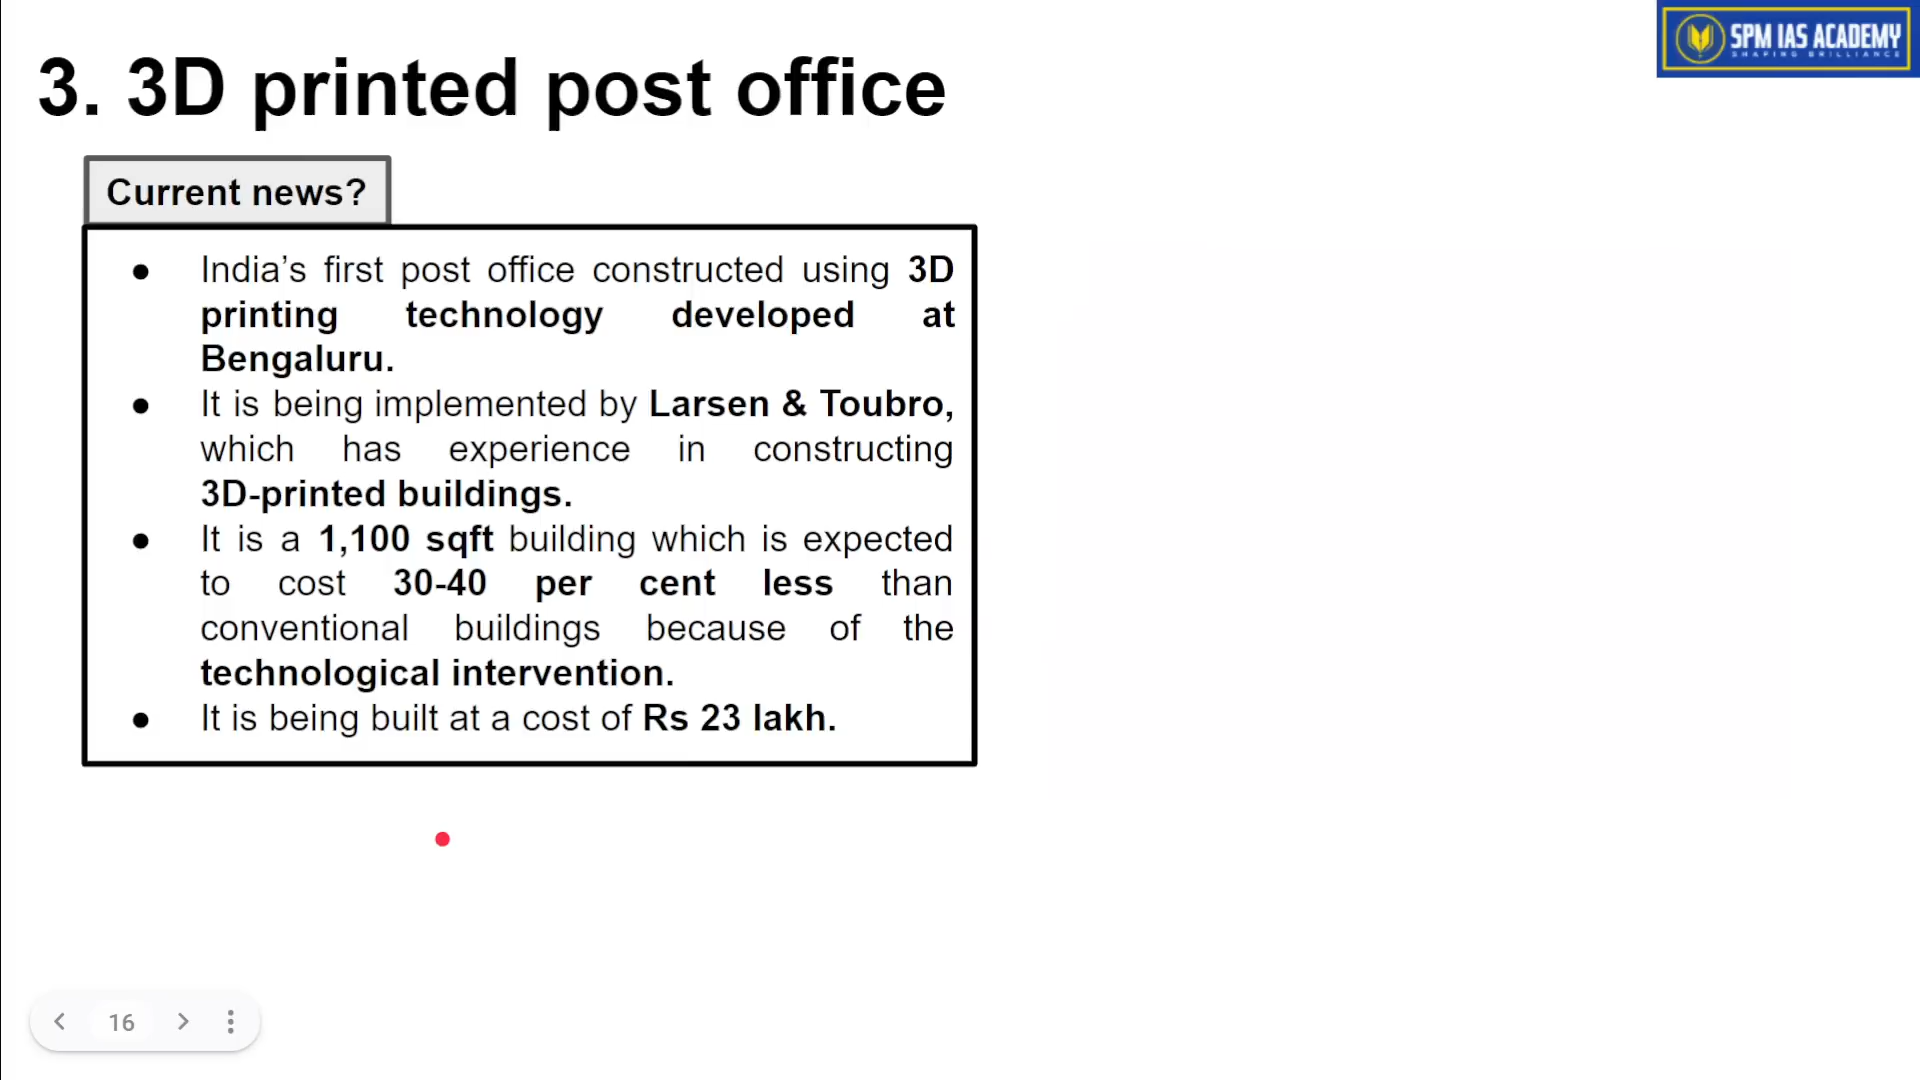 SPM IAS ACADEMY
SHAPING BRILLIANCE
3. 3D printed post office
Current news?
● India’s first post office constructed using 3D
printing technology developed at
Bengaluru.
● It is being implemented by Larsen & Toubro,
which has experience in constructing
3D-printed buildings.
● It is a 1,100 sqft building which is expected
to cost 30-40 per cent less than
conventional buildings because of the
technological intervention.
● It is being built at a cost of Rs 23 lakh.
16